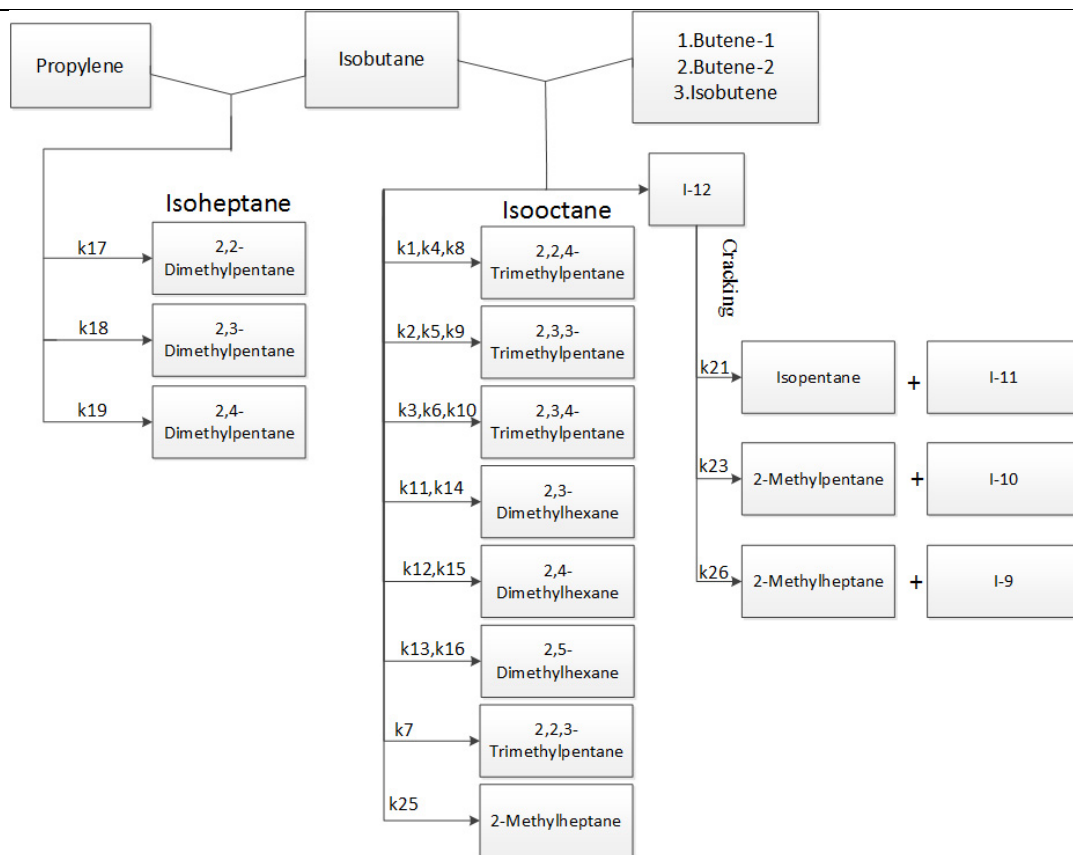 Propylene
Isobutane
1.Butene-1
2.Butene-2
3.Isobutene
I-12
Isoheptane
Isooctane
k17
2,2-
Dimethylpentane
k18
2,3-
Dimethylpentane
k19
2,4-
Dimethylpentane
k1,k4,k8
2,2,4-
Trimethylpentane
k2,k5,k9
2,3,3-
Trimethylpentane
k3,k6,k10
2,3,4-
Trimethylpentane
k11,k14
2,3-
Dimethylhexane
k12,k15
2,4-
Dimethylhexane
k13,k16
2,5-
Dimethylhexane
k7
2,2,3-
Trimethylpentane
k25
2-Methylheptane
Cracking
k21
Isopentane
+
I-11
k23
2-Methylpentane
+
I-10
k26
2-Methylheptane
+
I-9